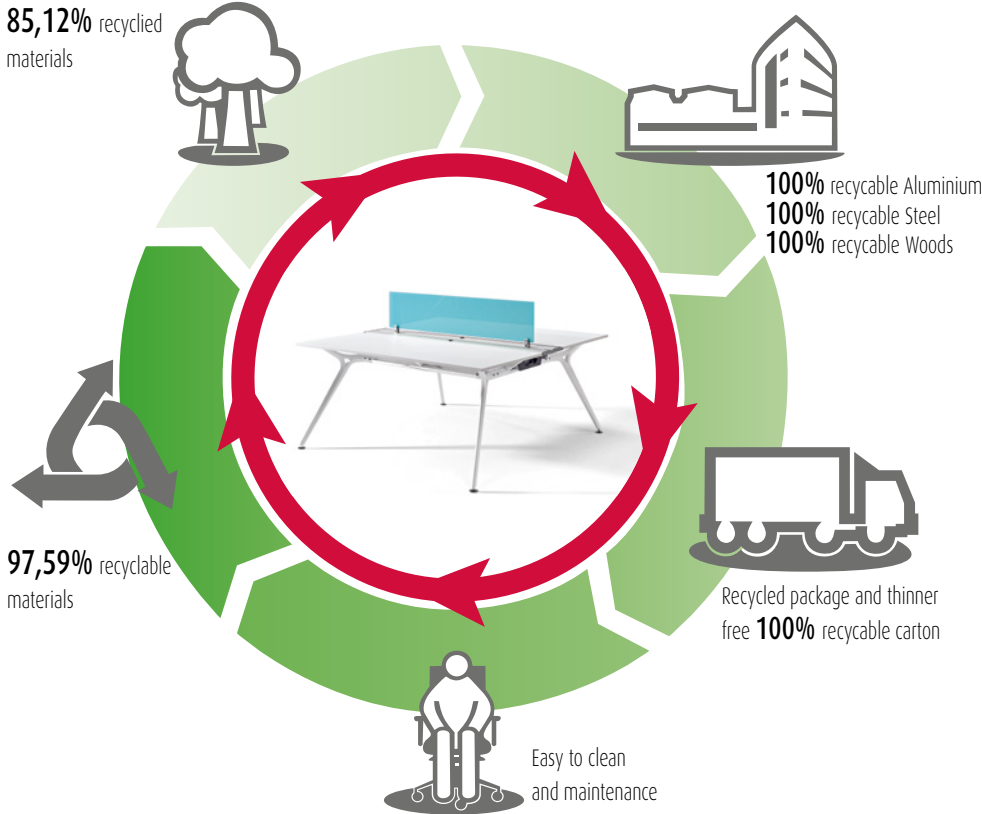 85,12% recyclied
materials
100% recycable Aluminium
100% recycable Steel
100% recycable Woods
Recycled package and thinner
free 100% recycable carton
Easy to clean
and maintenance
97,59% recyclable
materials